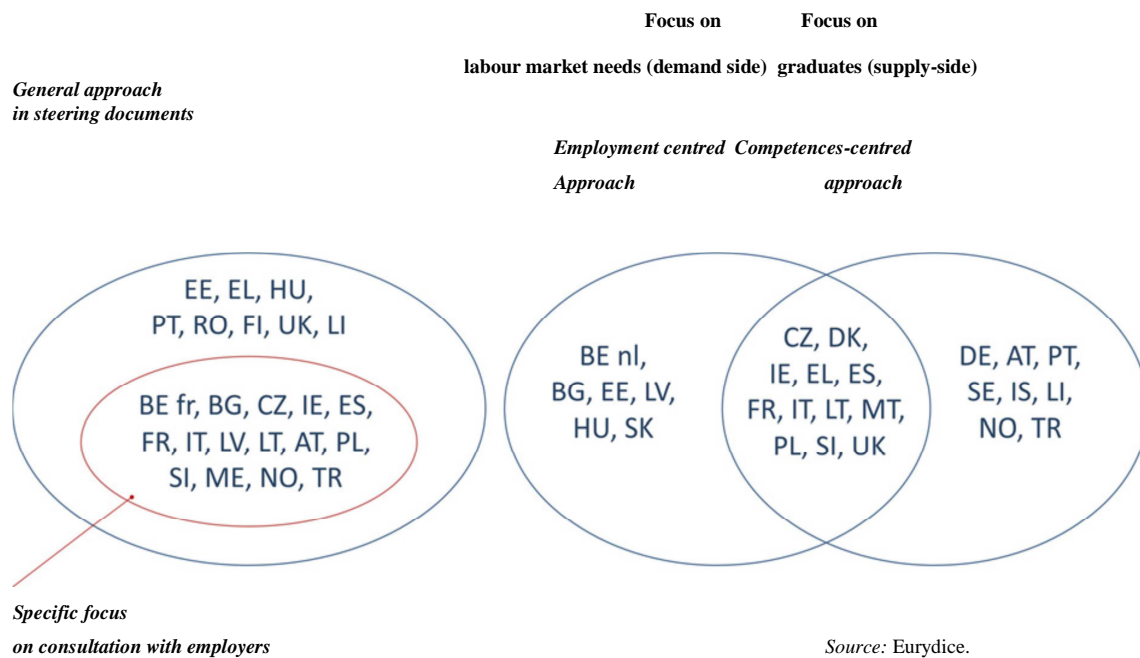 Focus on Focus on
labour market needs (demand side) graduates (supply-side)
General approach
in steering documents
Employment centred Competences-centred
Approach approach
EE, EL, HU,
PT, RO, FI, UK, LI
BE fr, BG, CZ, IE, ES,
FR, IT, LV, LT, AT, PL,
SI, ME, NO, TR
BE nl,
BG, EE, LV,
HU, SK
CZ, DK,
IE, EL, ES,
FR, IT, LT, MT,
PL, SI, UK
DE, AT, PT,
SE, IS, LI,
NO, TR
Specific focus
on consultation with employers
Source: Eurydice.